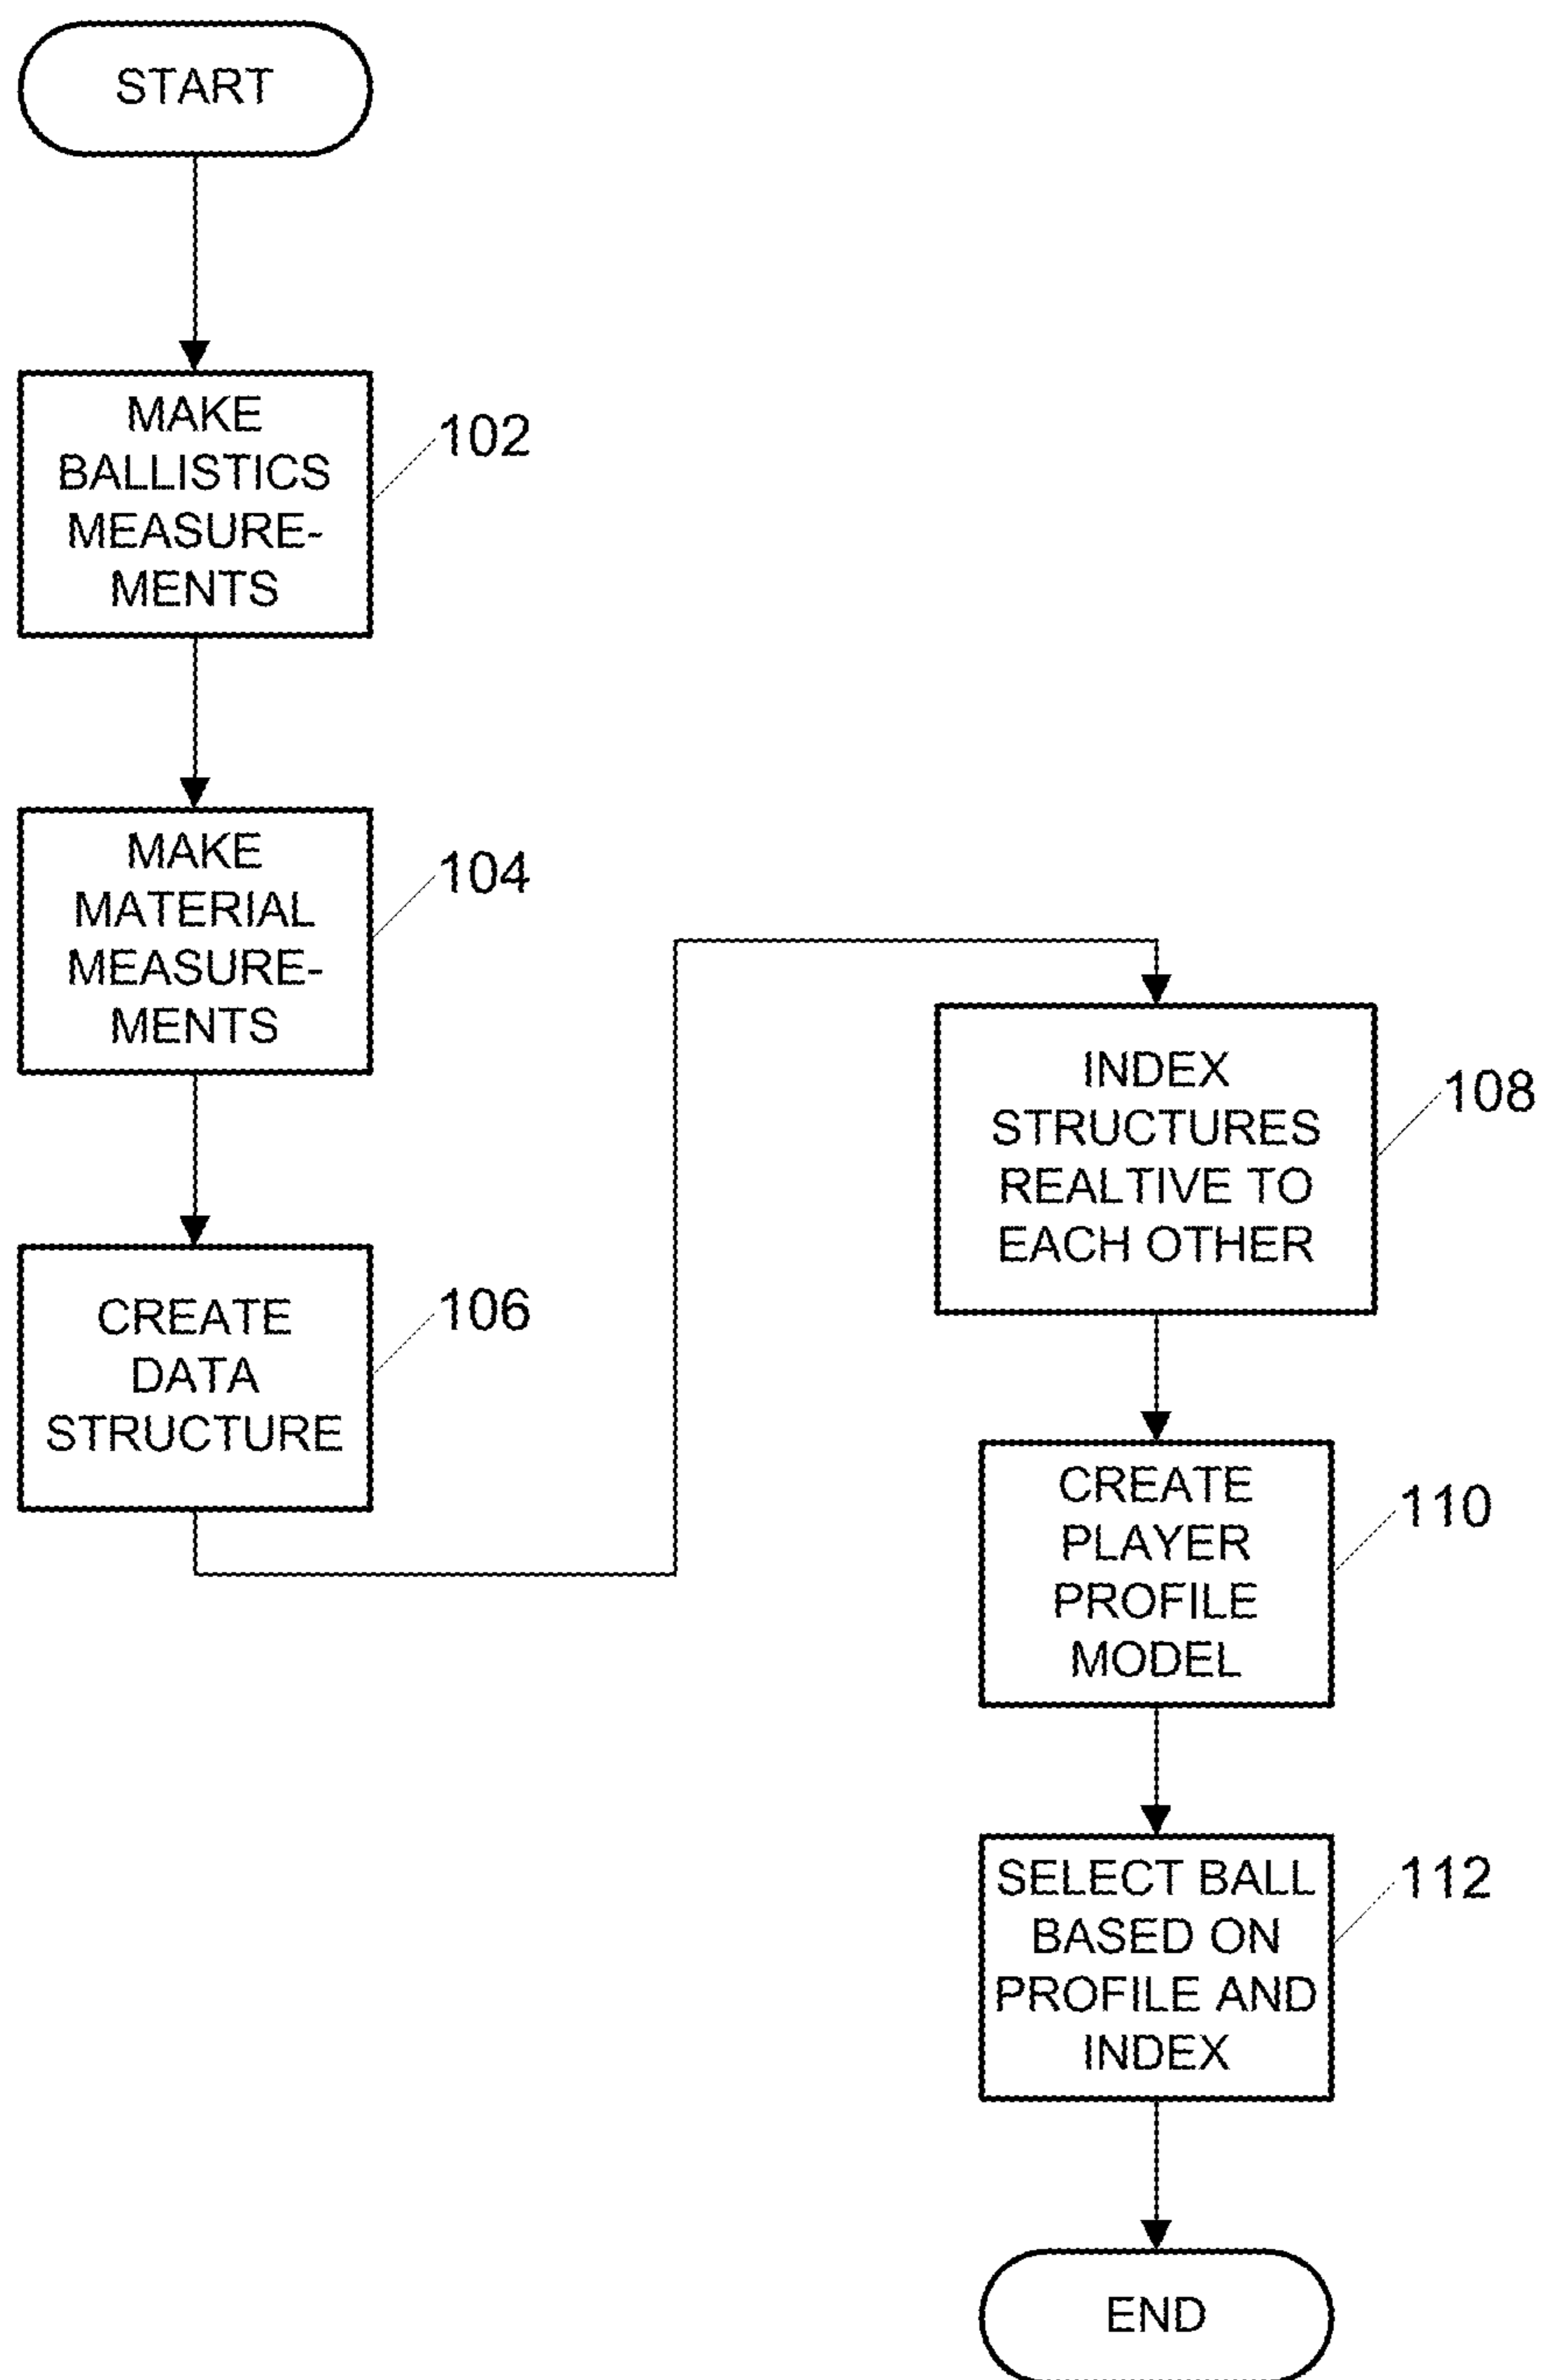 START
MAKE
BALLISTICS
MEASURE-
MENTS
102
MAKE
MATERIAL
MEASURE-
MENTS
104
CREATE
DATA
STRUCTURE
106
INDEX
STRUCTURES
REALTIVE TO
EACH OTHER
108
CREATE
PLAYER
PROFILE
MODEL
110
SELECT BALL
BASED ON
PROFILE AND
INDEX
112
END